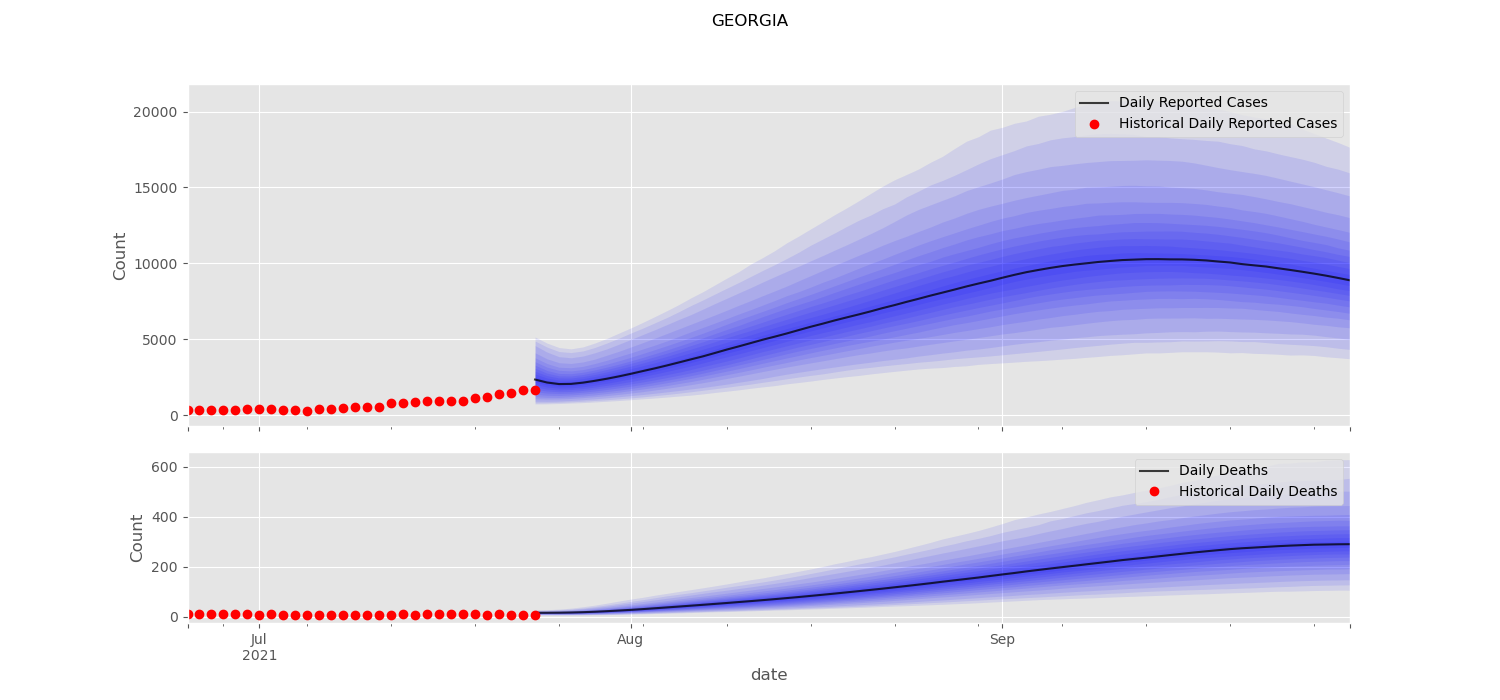 GEORGIA
Daily Reported Cases
Historical Daily Reported Cases
20000
15000
10000
5000
0
Count
Daily Deaths
Historical Daily Deaths
600
400
200
0
Count
Jul
2021
Aug
Sep
date